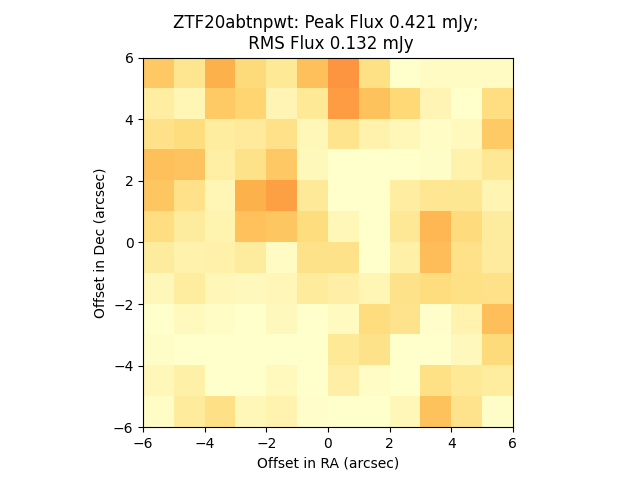 ZTF20abtnpwt: Peak Flux 0.421 mJy;
RMS Flux 0.132 mJy
6
4
2
0
−2
−4
−6
Offset in Dec (arcsec)
−6 −4 −2 0 2 4 6
Offset in RA (arcsec)